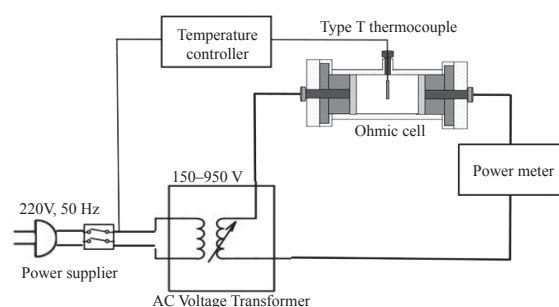 Type T thermocouple
Temperature
controller
Ohmic cell
Power meter
150–950 V
220V, 50 Hz
Power supplier
AC Voltage Transformer